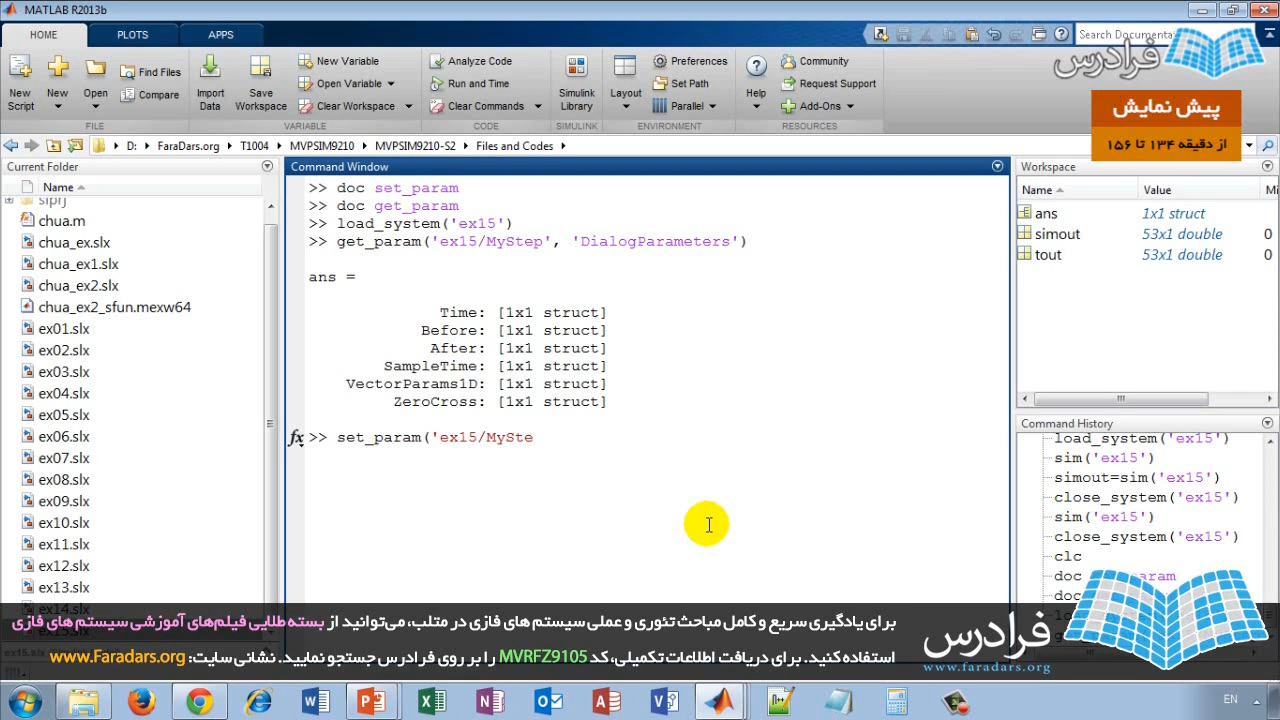 MATLAB R2013b
HOME
PLOTS
APPS
Search Documenta
New Script
New
Open
Find Files
Compare
Import Data
Save Workspace
New Variable
Open Variable
Clear Workspace
Analyze Code
Run and Time
Clear Commands
Simulink Library
Layout
Preferences
Set Path
Parallel
Help
Community
Request Support
Add-Ons
FILE
VARIABLE
CODE
SIMULINK
ENVIRONMENT
RESOURCES
فرادرس
پیش نمایش
از دقیقه ۱۳۴ تا ۱۵۶
D: ▸ FaraDars.org ▸ T1004 ▸ MVPSIM9210 ▸ MVPSIM9210-S2 ▸ Files and Codes ▸
Current Folder
Name
slprj
chua.m
chua_ex.slx
chua_ex1.slx
chua_ex2.slx
chua_ex2_sfun.mexw64
ex01.slx
ex02.slx
ex03.slx
ex04.slx
ex05.slx
ex06.slx
ex07.slx
ex08.slx
ex09.slx
ex10.slx
ex11.slx
ex12.slx
ex13.slx
ex14.slx
Command Window
>> doc set_param
>> doc get_param
>> load_system('ex15')
>> get_param('ex15/MyStep', 'DialogParameters')
ans =
Time: [1x1 struct]
Before: [1x1 struct]
After: [1x1 struct]
SampleTime: [1x1 struct]
VectorParams1D: [1x1 struct]
ZeroCross: [1x1 struct]
fx >> set_param('ex15/MySte
Workspace
Name Value Mi
ans 1x1 struct
simout 53x1 double 0
tout 53x1 double 0
Command History
load_system('ex15')
sim('ex15')
simout=sim('ex15')
close_system('ex15')
sim('ex15')
close_system('ex15')
clc
برای یادگیری سریع و کامل مباحث تئوری و عملی سیستم های فازی در متلب، می‌توانید از بسته طلایی فیلم‌های آموزشی سیستم های فازی
استفاده کنید. برای دریافت اطلاعات تکمیلی، کد MVRFZ9105 را بر روی فرادرس جستجو نمایید. نشانی سایت: www.Faradars.org
فرادرس
www.faradars.org
EN